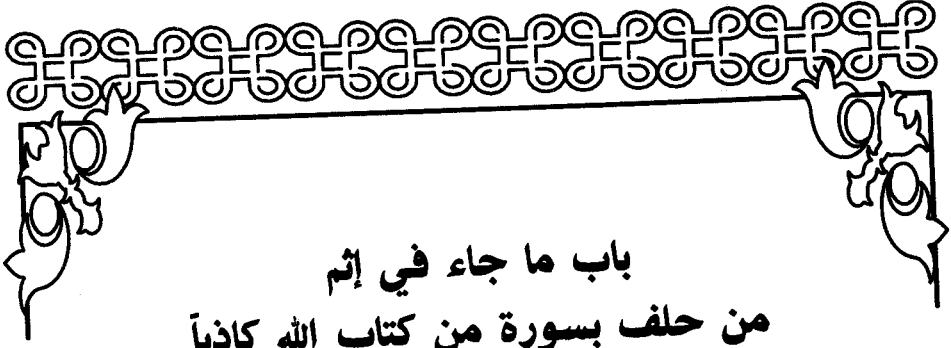 باب ما جاء في إثم
من حلف بسورة من كتاب الله كاذباً